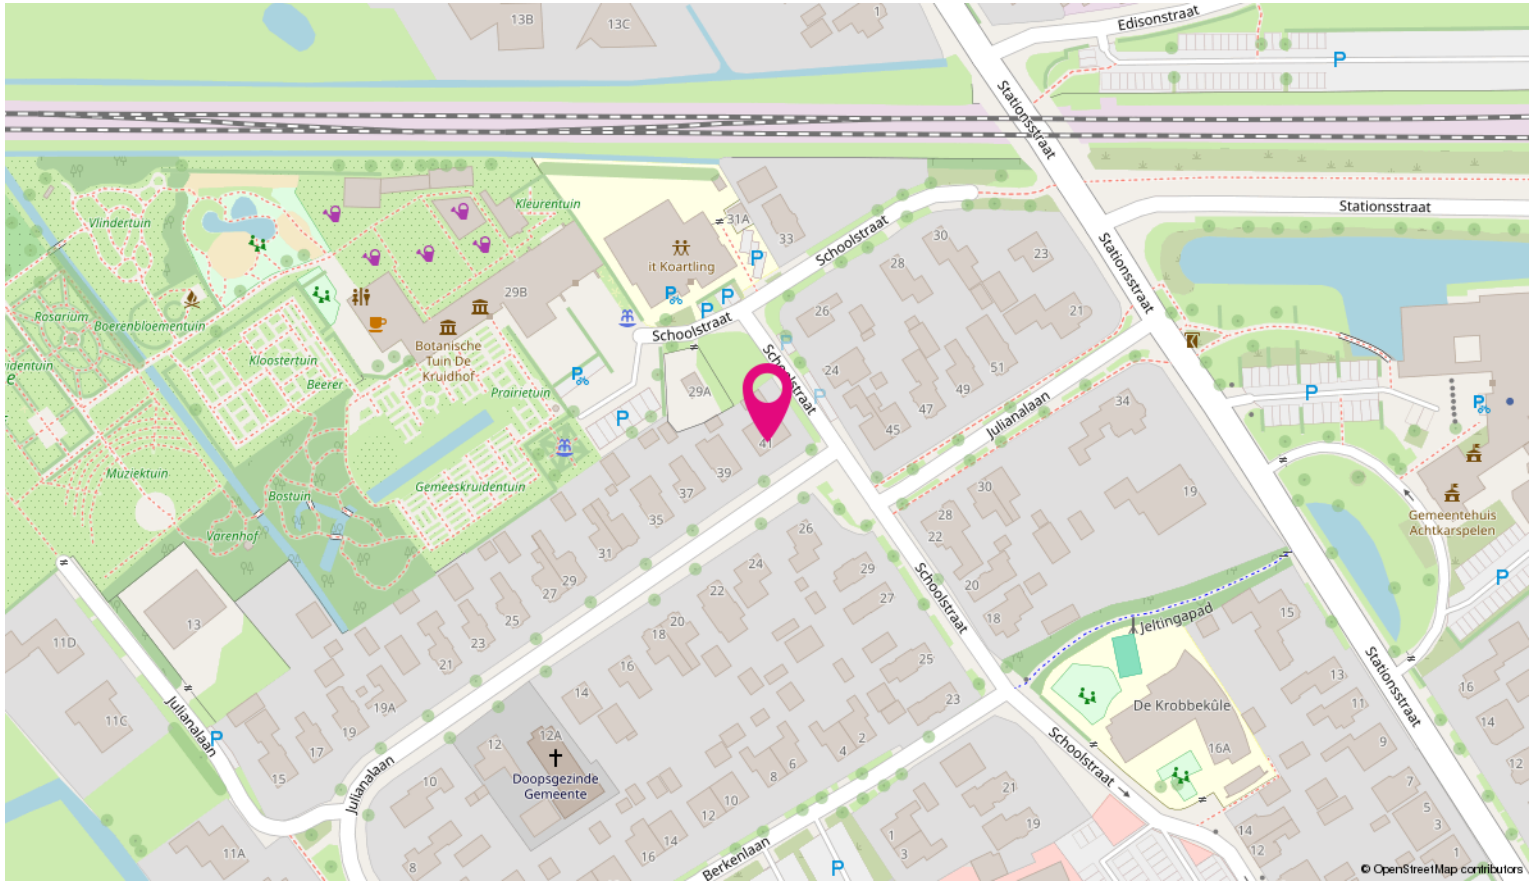 13B
13C
1
Edisonstraat
P
Stationsstraat
Kleurentuin
Vlindertuin
31A
33
Schoolstraat
30
23
Stationsstraat
Stationsstraat
it Koartling
P
28
29B
P
P
26
21
Rosarium
Boerenbloementuin
Schoolstraat
Botanische
Tuin De
Kruidhof
Kloostertuin
Beerer
P
24
51
49
47
45
P
Prairietuin
29A
Schoolstraat
P
P
P
P
Julianalaan
34
41
39
37
35
Muziektuin
Bostuin
Gemeeskruidentuin
Varenhof
31
29
27
25
23
21
30
28
22
19
26
24
22
20
18
16
14
29
27
25
23
Schoolstraat
20
18
Gemeentehuis
Achtkarspelen
P
Jeltingapad
15
13
11D
11C
13
Julianalaan
P
19A
19
17
15
12
12A
Doopsgezinde
Gemeente
De Krobbekûle
16A
Schoolstraat
Stationsstraat
13
11
9
7
5
3
1
16
14
12
Julianalaan
10
8
11A
2
4
6
8
10
12
14
16
Berkenlaan
P
1
3
21
19
14
12
© OpenStreetMap contributors